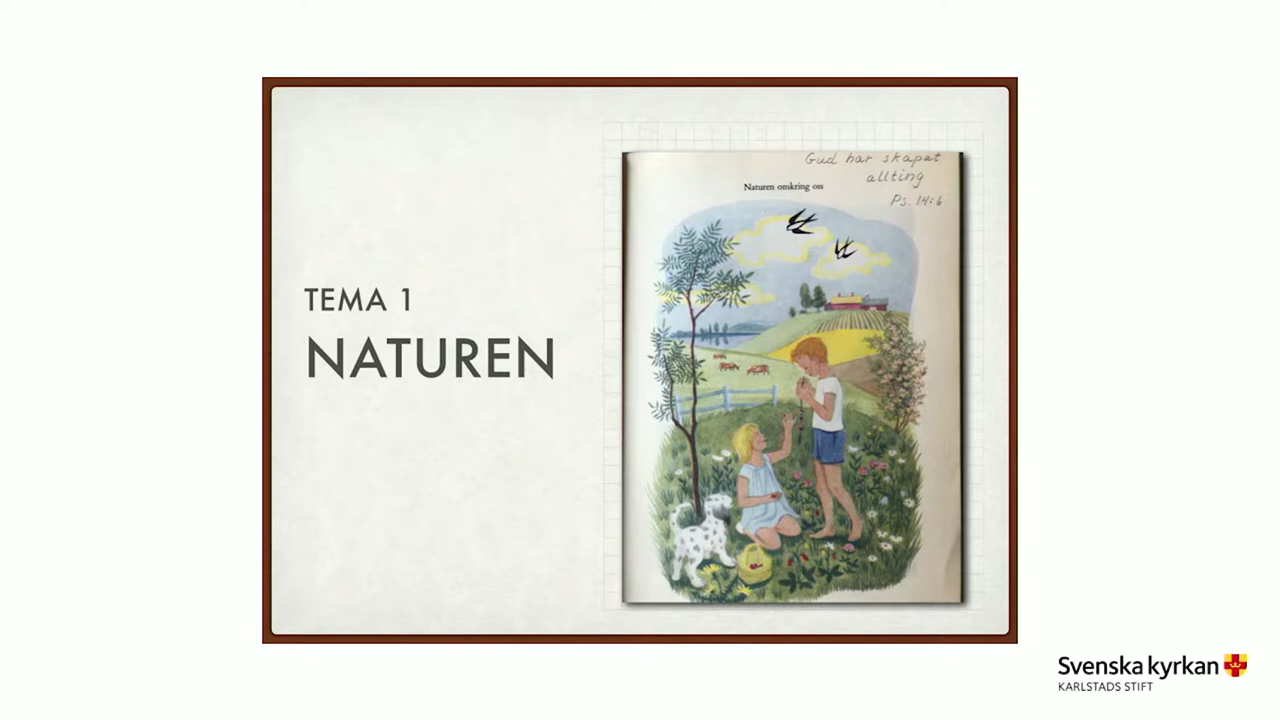 TEMA 1
NATUREN
Gud har skapat
allting
Ps. 14:6
Naturen omkring oss
Svenska kyrkan
KARLSTADS STIFT